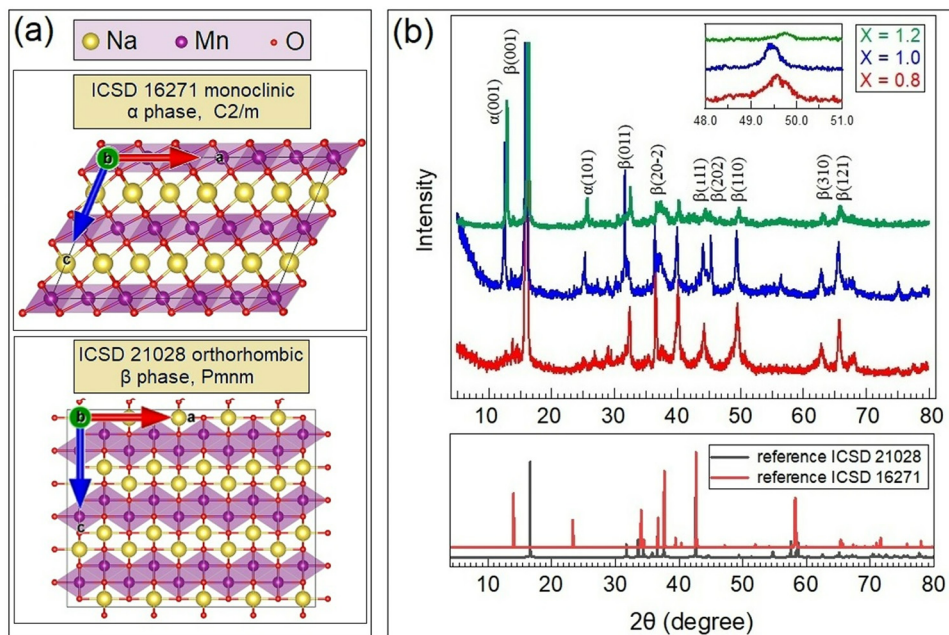 (a)
Na Mn O
ICSD 16271 monoclinic
α phase, C2/m
b
a
c
ICSD 21028 orthorhombic
β phase, Pmnm
b
a
c
(b)
Intensity
α(001)
β(001)
α(101)
β(011)
β(20-2)
β(111)
β(202)
β(110)
β(310)
β(121)
48.0 49.0 50.0 51.0
X = 1.2
X = 1.0
X = 0.8
10 20 30 40 50 60 70 80
reference ICSD 21028
reference ICSD 16271
10 20 30 40 50 60 70 80
2θ (degree)